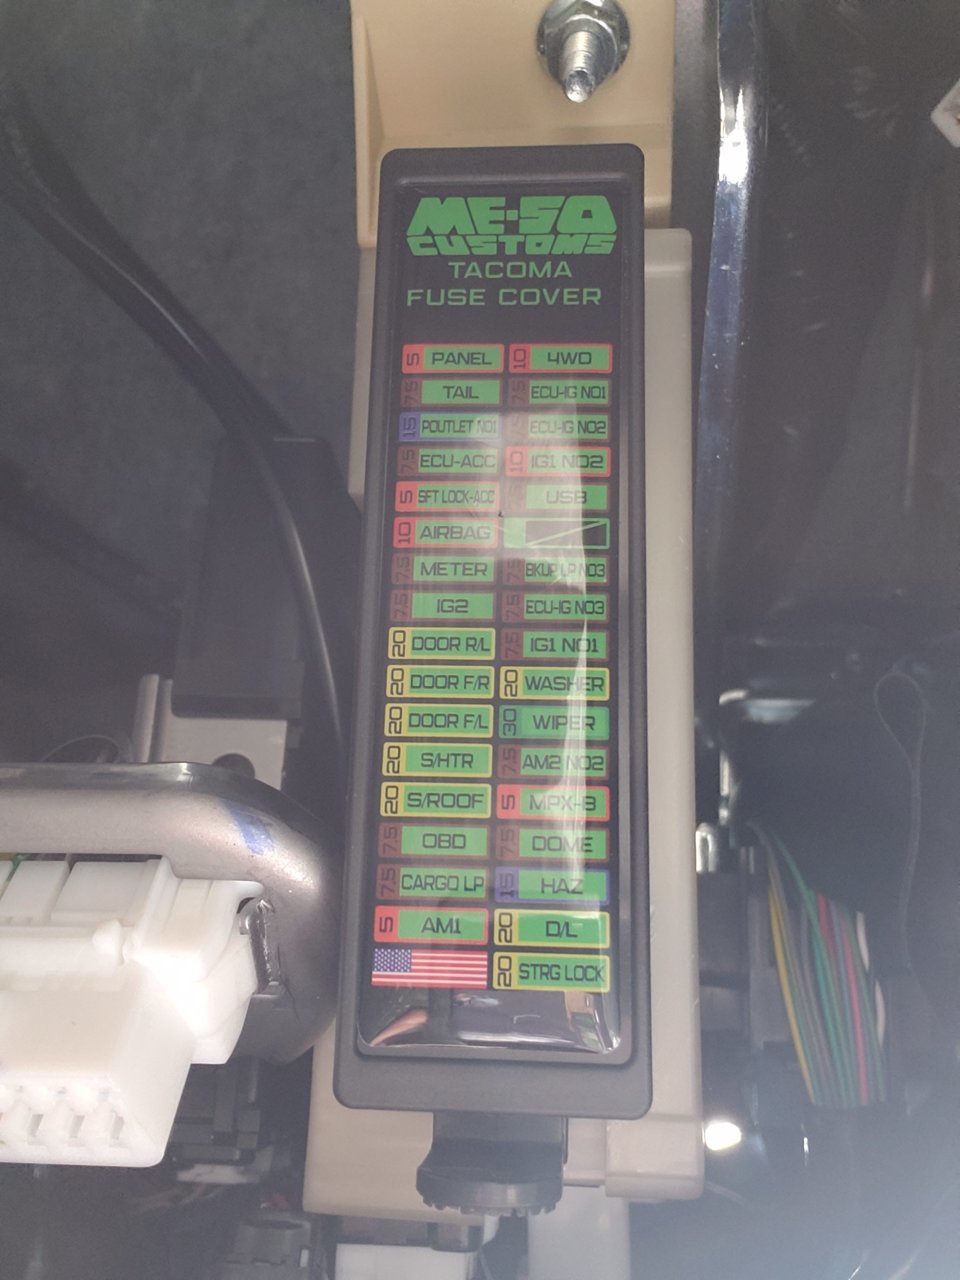 ME-SO
CUSTOMS
TACOMA
FUSE COVER
5 PANEL 10 4WD
7.5 TAIL 7.5 ECU-IG NO1
15 POUTLET NO1 ECU-IG NO2
7.5 ECU-ACC 10 IG1 NO2
5 SFT LOCK-ACC USB
10 AIRBAG
7.5 METER 7.5 BKUP LP NO3
7.5 IG2 7.5 ECU-IG NO3
20 DOOR R/L 7.5 IG1 NO1
20 DOOR F/R 20 WASHER
20 DOOR F/L 30 WIPER
20 S/HTR 7.5 AM2 NO2
20 S/ROOF 5 MPX-B
7.5 OBD 7.5 DOME
7.5 CARGO LP 15 HAZ
5 AM1 20 D/L
20 STRG LOCK